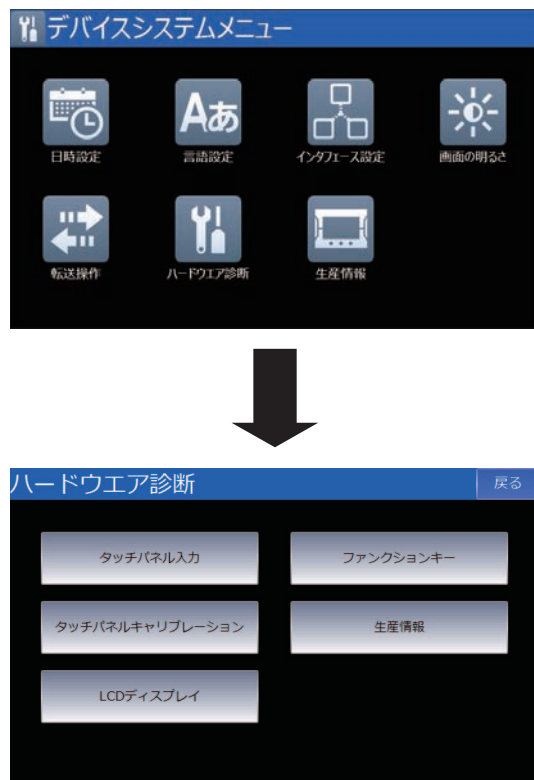 デバイスシステムメニュー
Aあ
日時設定
言語設定
インタフェース設定
画面の明るさ
転送操作
ハードウエア診断
生産情報
ハードウエア診断
戻る
タッチパネル入力
ファンクションキー
タッチパネルキャリブレーション
生産情報
LCDディスプレイ